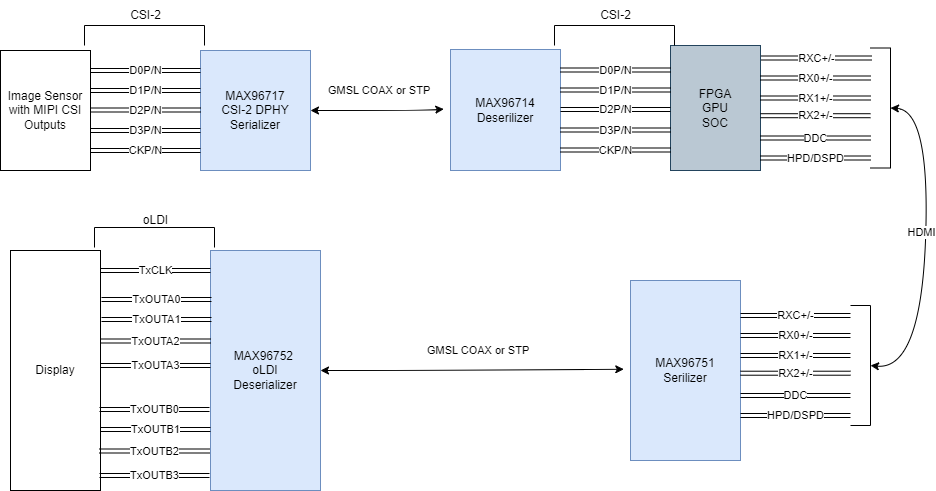 CSI-2
CSI-2
Image Sensor
with MIPI CSI
Outputs
D0P/N
D1P/N
D2P/N
D3P/N
CKP/N
MAX96717
CSI-2 DPHY
Serializer
GMSL COAX or STP
MAX96714
Deserilizer
D0P/N
D1P/N
D2P/N
D3P/N
CKP/N
FPGA
GPU
SOC
RXC+/-
RX0+/-
RX1+/-
RX2+/-
DDC
HPD/DSPD
HDMI
oLDI
Display
TxCLK
TxOUTA0
TxOUTA1
TxOUTA2
TxOUTA3
TxOUTB0
TxOUTB1
TxOUTB2
TxOUTB3
MAX96752
oLDI
Deserializer
GMSL COAX or STP
MAX96751
Serilizer
RXC+/-
RX0+/-
RX1+/-
RX2+/-
DDC
HPD/DSPD